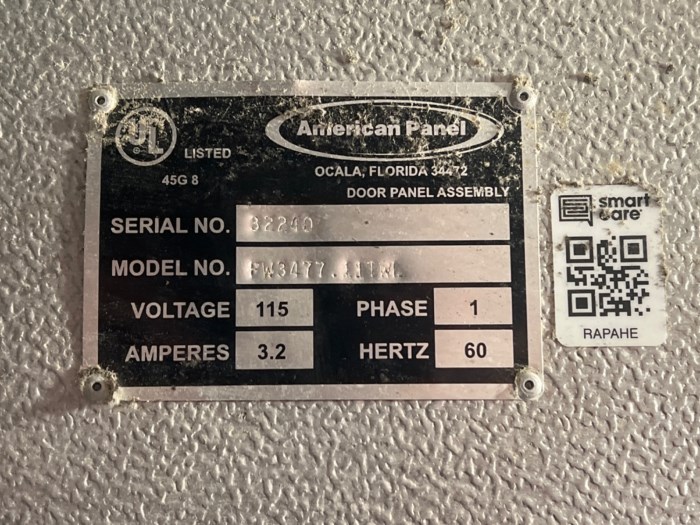 UL
LISTED
45G 8
American Panel
OCALA, FLORIDA 34472
DOOR PANEL ASSEMBLY
SERIAL NO. 82240
MODEL NO.
VOLTAGE 115 PHASE 1
AMPERES 3.2 HERTZ 60
smart
care
RAPAHE